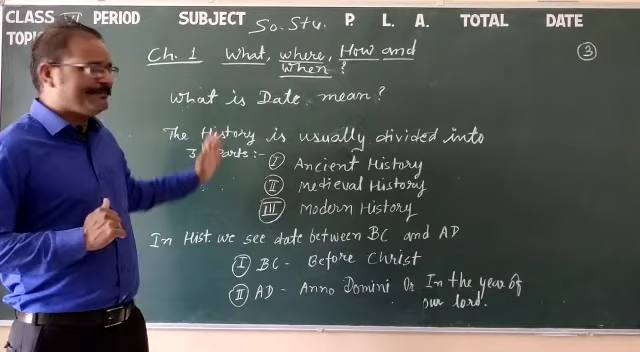 CLASS VI PERIOD SUBJECT So. Stu. P. L. A. TOTAL DATE
TOPIC
Ch. 1 What, where, How and When ?
3
What is Date mean?
The History is usually divided into
3 Parts :-
I Ancient History
II Medieval History
III Modern History
In Hist. we see date between BC and AD
I BC - Before Christ
II AD - Anno Domini Or In the year of
our lord.